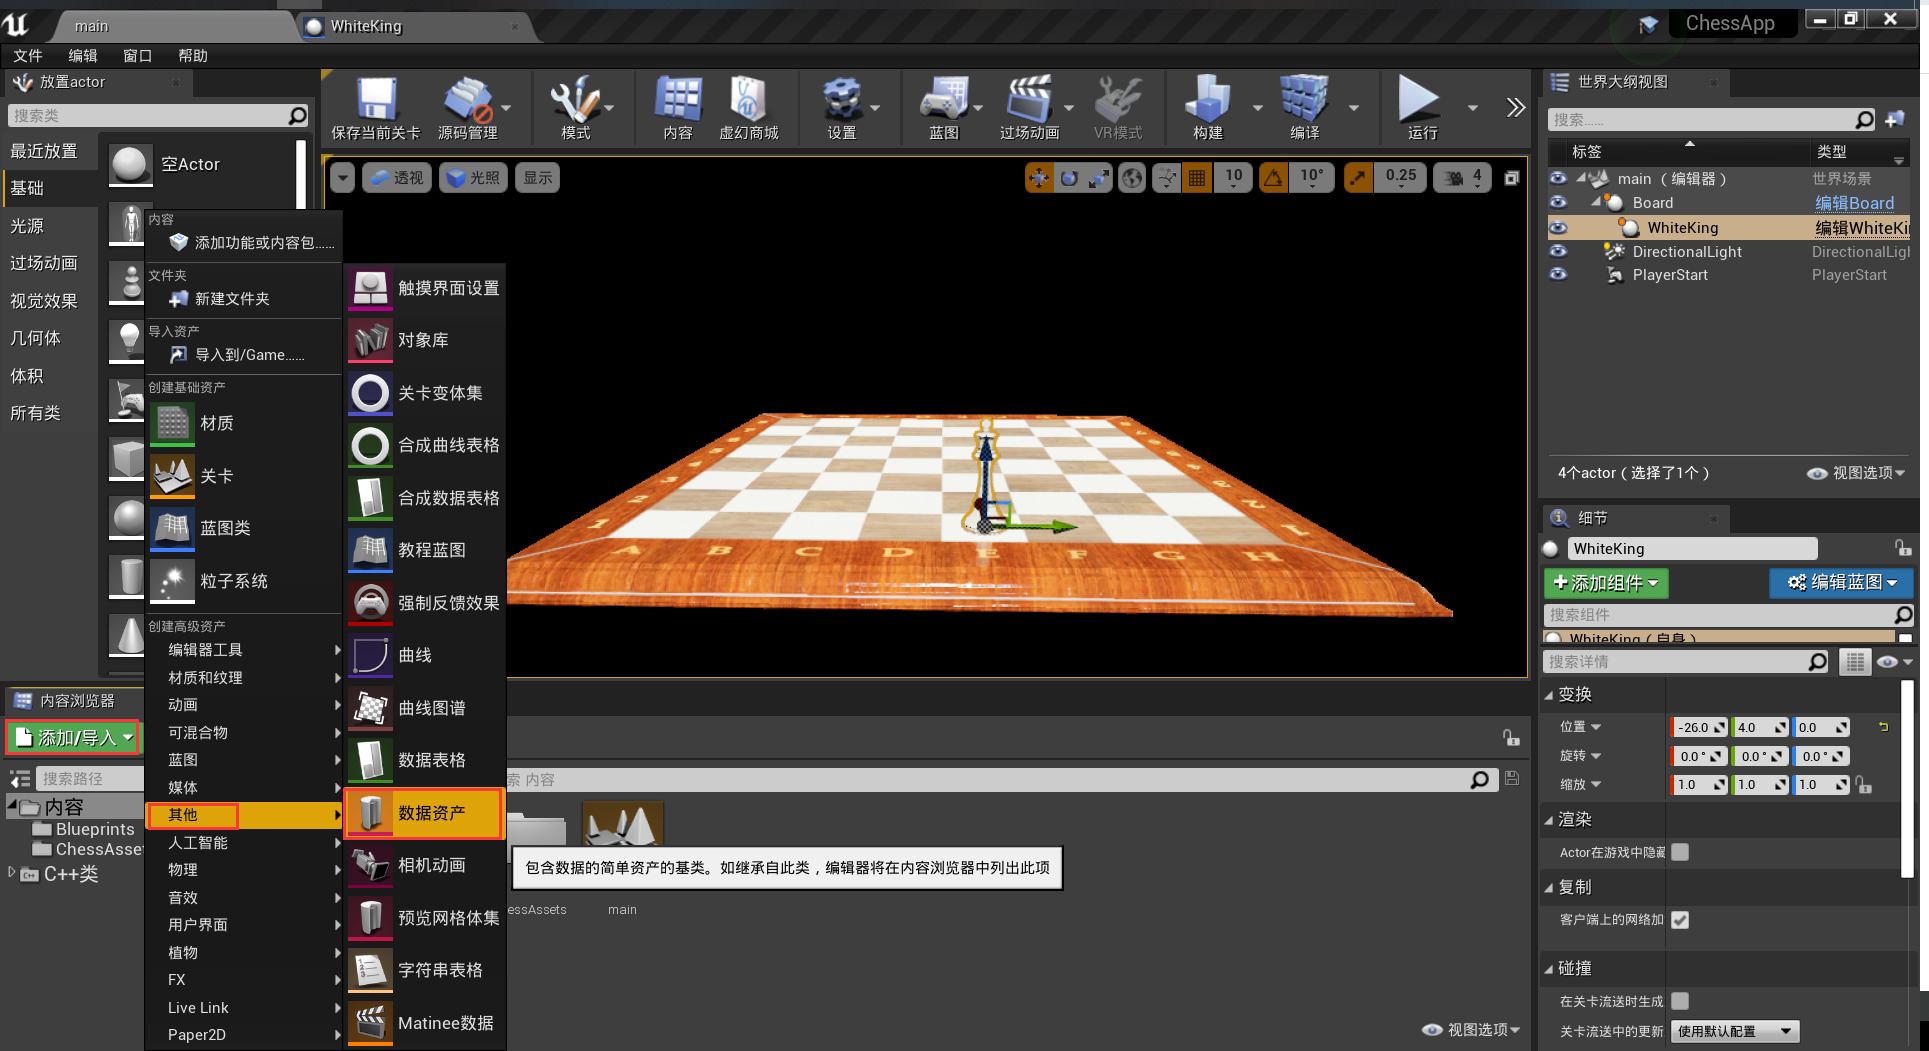 main
WhiteKing
ChessApp
文件 编辑 窗口 帮助
放置actor
搜索类
最近放置
基础
光源
过场动画
视觉效果
几何体
体积
所有类
空Actor
保存当前关卡
源码管理
模式
内容
虚幻商城
设置
蓝图
过场动画
VR模式
构建
编译
运行
透视
光照
显示
10
10°
0.25
4
A B C D E F G H
内容
添加功能或内容包......
文件夹
新建文件夹
导入资产
导入到/Game......
创建基础资产
材质
关卡
蓝图类
粒子系统
创建高级资产
编辑器工具
材质和纹理
动画
可混合物
蓝图
媒体
其他
人工智能
物理
音效
用户界面
植物
FX
Live Link
Paper2D
触摸界面设置
对象库
关卡变体集
合成曲线表格
合成数据表格
教程蓝图
强制反馈效果
曲线
曲线图谱
数据表格
数据资产
相机动画
预览网格体集
字符串表格
Matinee数据
包含数据的简单资产的基类。如继承自此类，编辑器将在内容浏览器中列出此项
内容浏览器
添加/导入
搜索路径
内容
Blueprints
ChessAsset
C++类
索 内容
essAssets
main
视图选项
世界大纲视图
搜索......
标签 类型
main（编辑器） 世界场景
Board 编辑Board
WhiteKing 编辑WhiteKi
DirectionalLight DirectionalLigh
PlayerStart PlayerStart
4个actor（选择了1个）
视图选项
细节
WhiteKing
添加组件
编辑蓝图
搜索组件
WhiteKing（自身）
搜索详情
变换
位置 -26.0 4.0 0.0
旋转 0.0° 0.0° 0.0°
缩放 1.0 1.0 1.0
渲染
Actor在游戏中隐藏
复制
客户端上的网络加
碰撞
在关卡流送时生成
关卡流送中的更新 使用默认配置